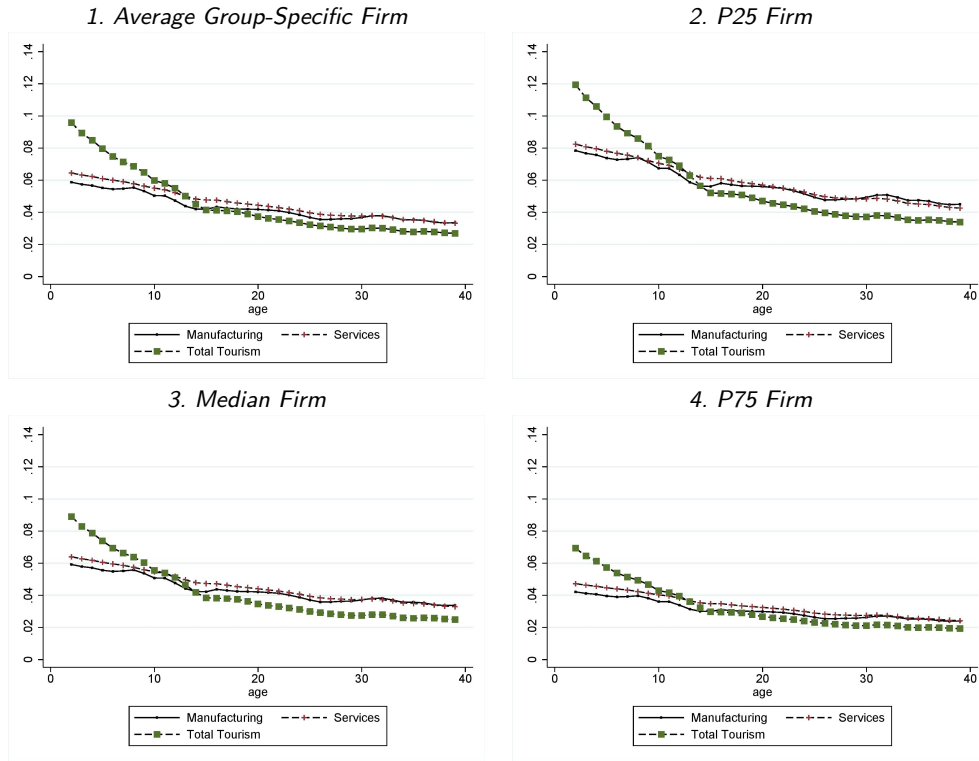 1. Average Group-Specific Firm
.14
.12
.1
.08
.06
.04
.02
0
0 10 20 30 40
age
Manufacturing Services
Total Tourism
2. P25 Firm
.14
.12
.1
.08
.06
.04
.02
0
0 10 20 30 40
age
Manufacturing Services
Total Tourism
3. Median Firm
.14
.12
.1
.08
.06
.04
.02
0
0 10 20 30 40
age
Manufacturing Services
Total Tourism
4. P75 Firm
.14
.12
.1
.08
.06
.04
.02
0
0 10 20 30 40
age
Manufacturing Services
Total Tourism